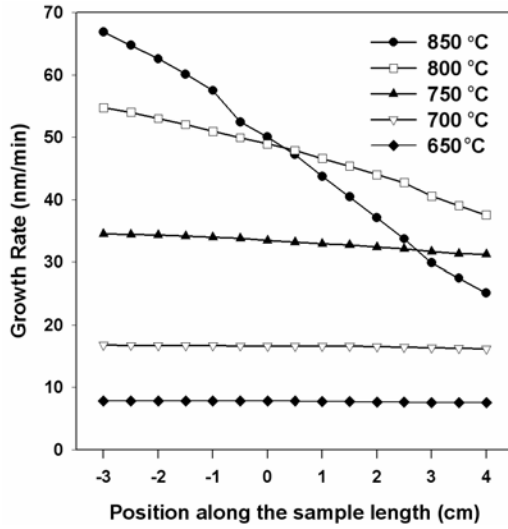 70
60
50
40
30
20
10
0
Growth Rate (nm/min)
850 °C
800 °C
750 °C
700 °C
650 °C
-3 -2 -1 0 1 2 3 4
Position along the sample length (cm)